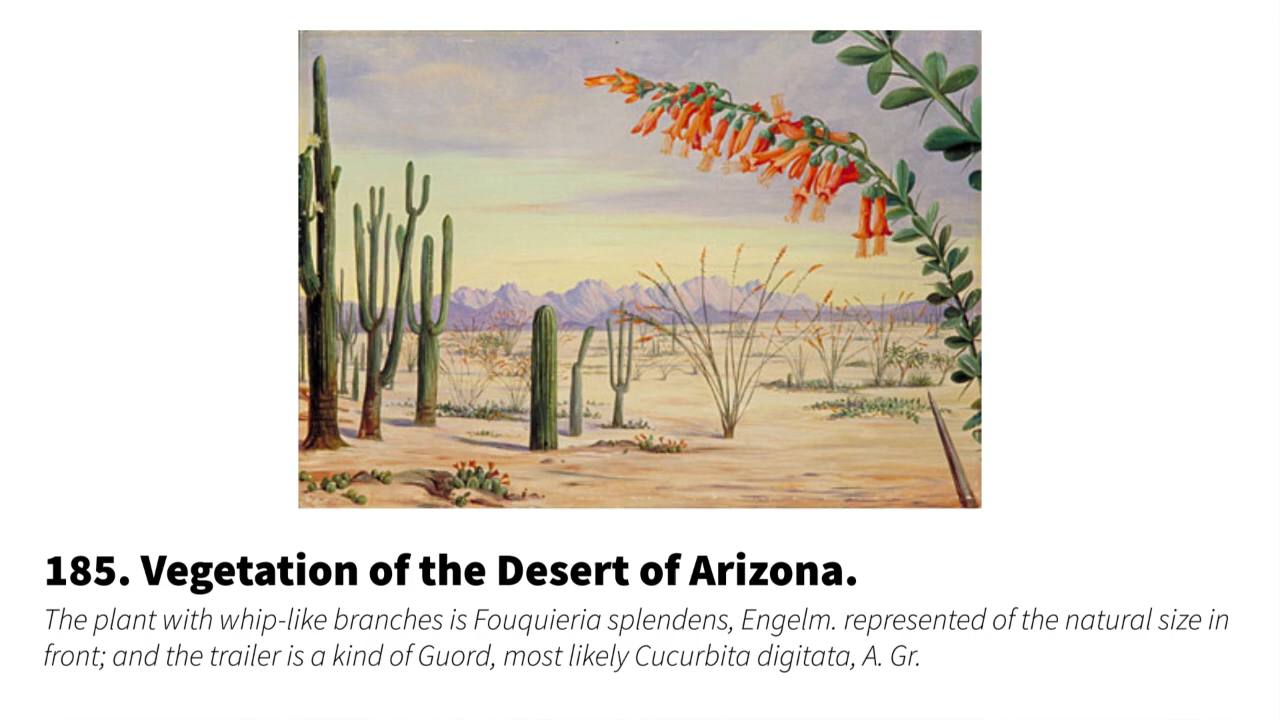 185. Vegetation of the Desert of Arizona.
The plant with whip-like branches is Fouquieria splendens, Engelm. represented of the natural size in
front; and the trailer is a kind of Guord, most likely Cucurbita digitata, A. Gr.